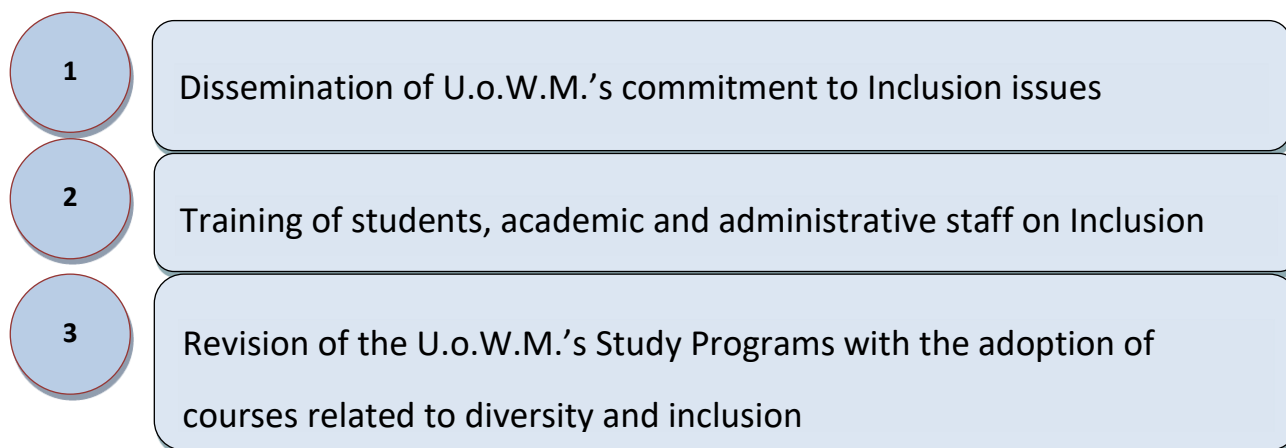 1
Dissemination of U.o.W.M.’s commitment to Inclusion issues
2
Training of students, academic and administrative staff on Inclusion
3
Revision of the U.o.W.M.’s Study Programs with the adoption of
courses related to diversity and inclusion